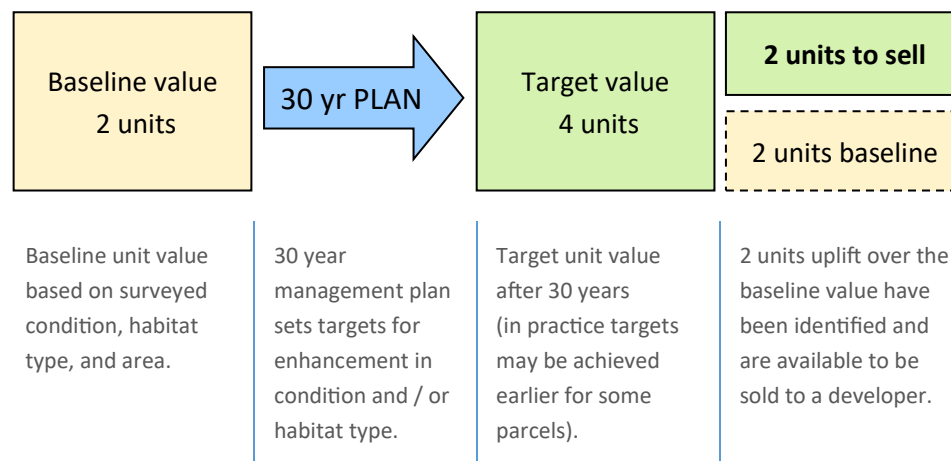 Baseline value
2 units
30 yr PLAN
Target value
4 units
2 units to sell
2 units baseline
Baseline unit value
based on surveyed
condition, habitat
type, and area.
30 year
management plan
sets targets for
enhancement in
condition and / or
habitat type.
Target unit value
after 30 years
(in practice targets
may be achieved
earlier for some
parcels).
2 units uplift over the
baseline value have
been identified and
are available to be
sold to a developer.